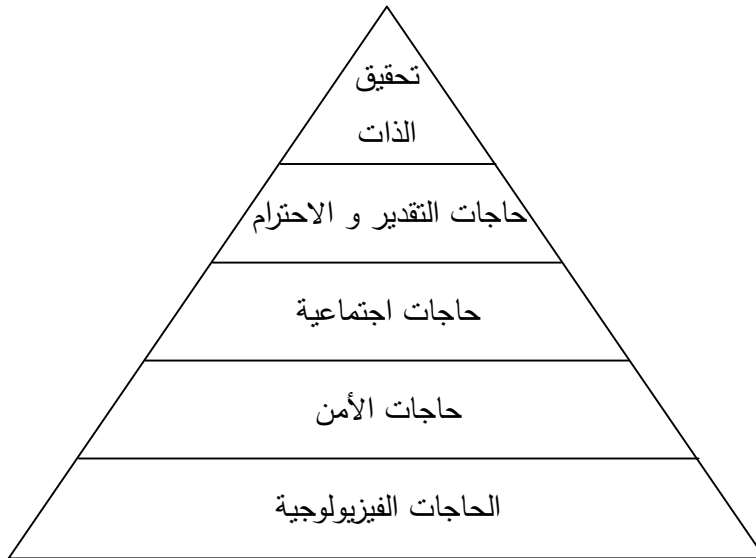 تحقيق
الذات
حاجات التقدير و الاحترام
حاجات اجتماعية
حاجات الأمن
الحاجات الفيزيولوجية